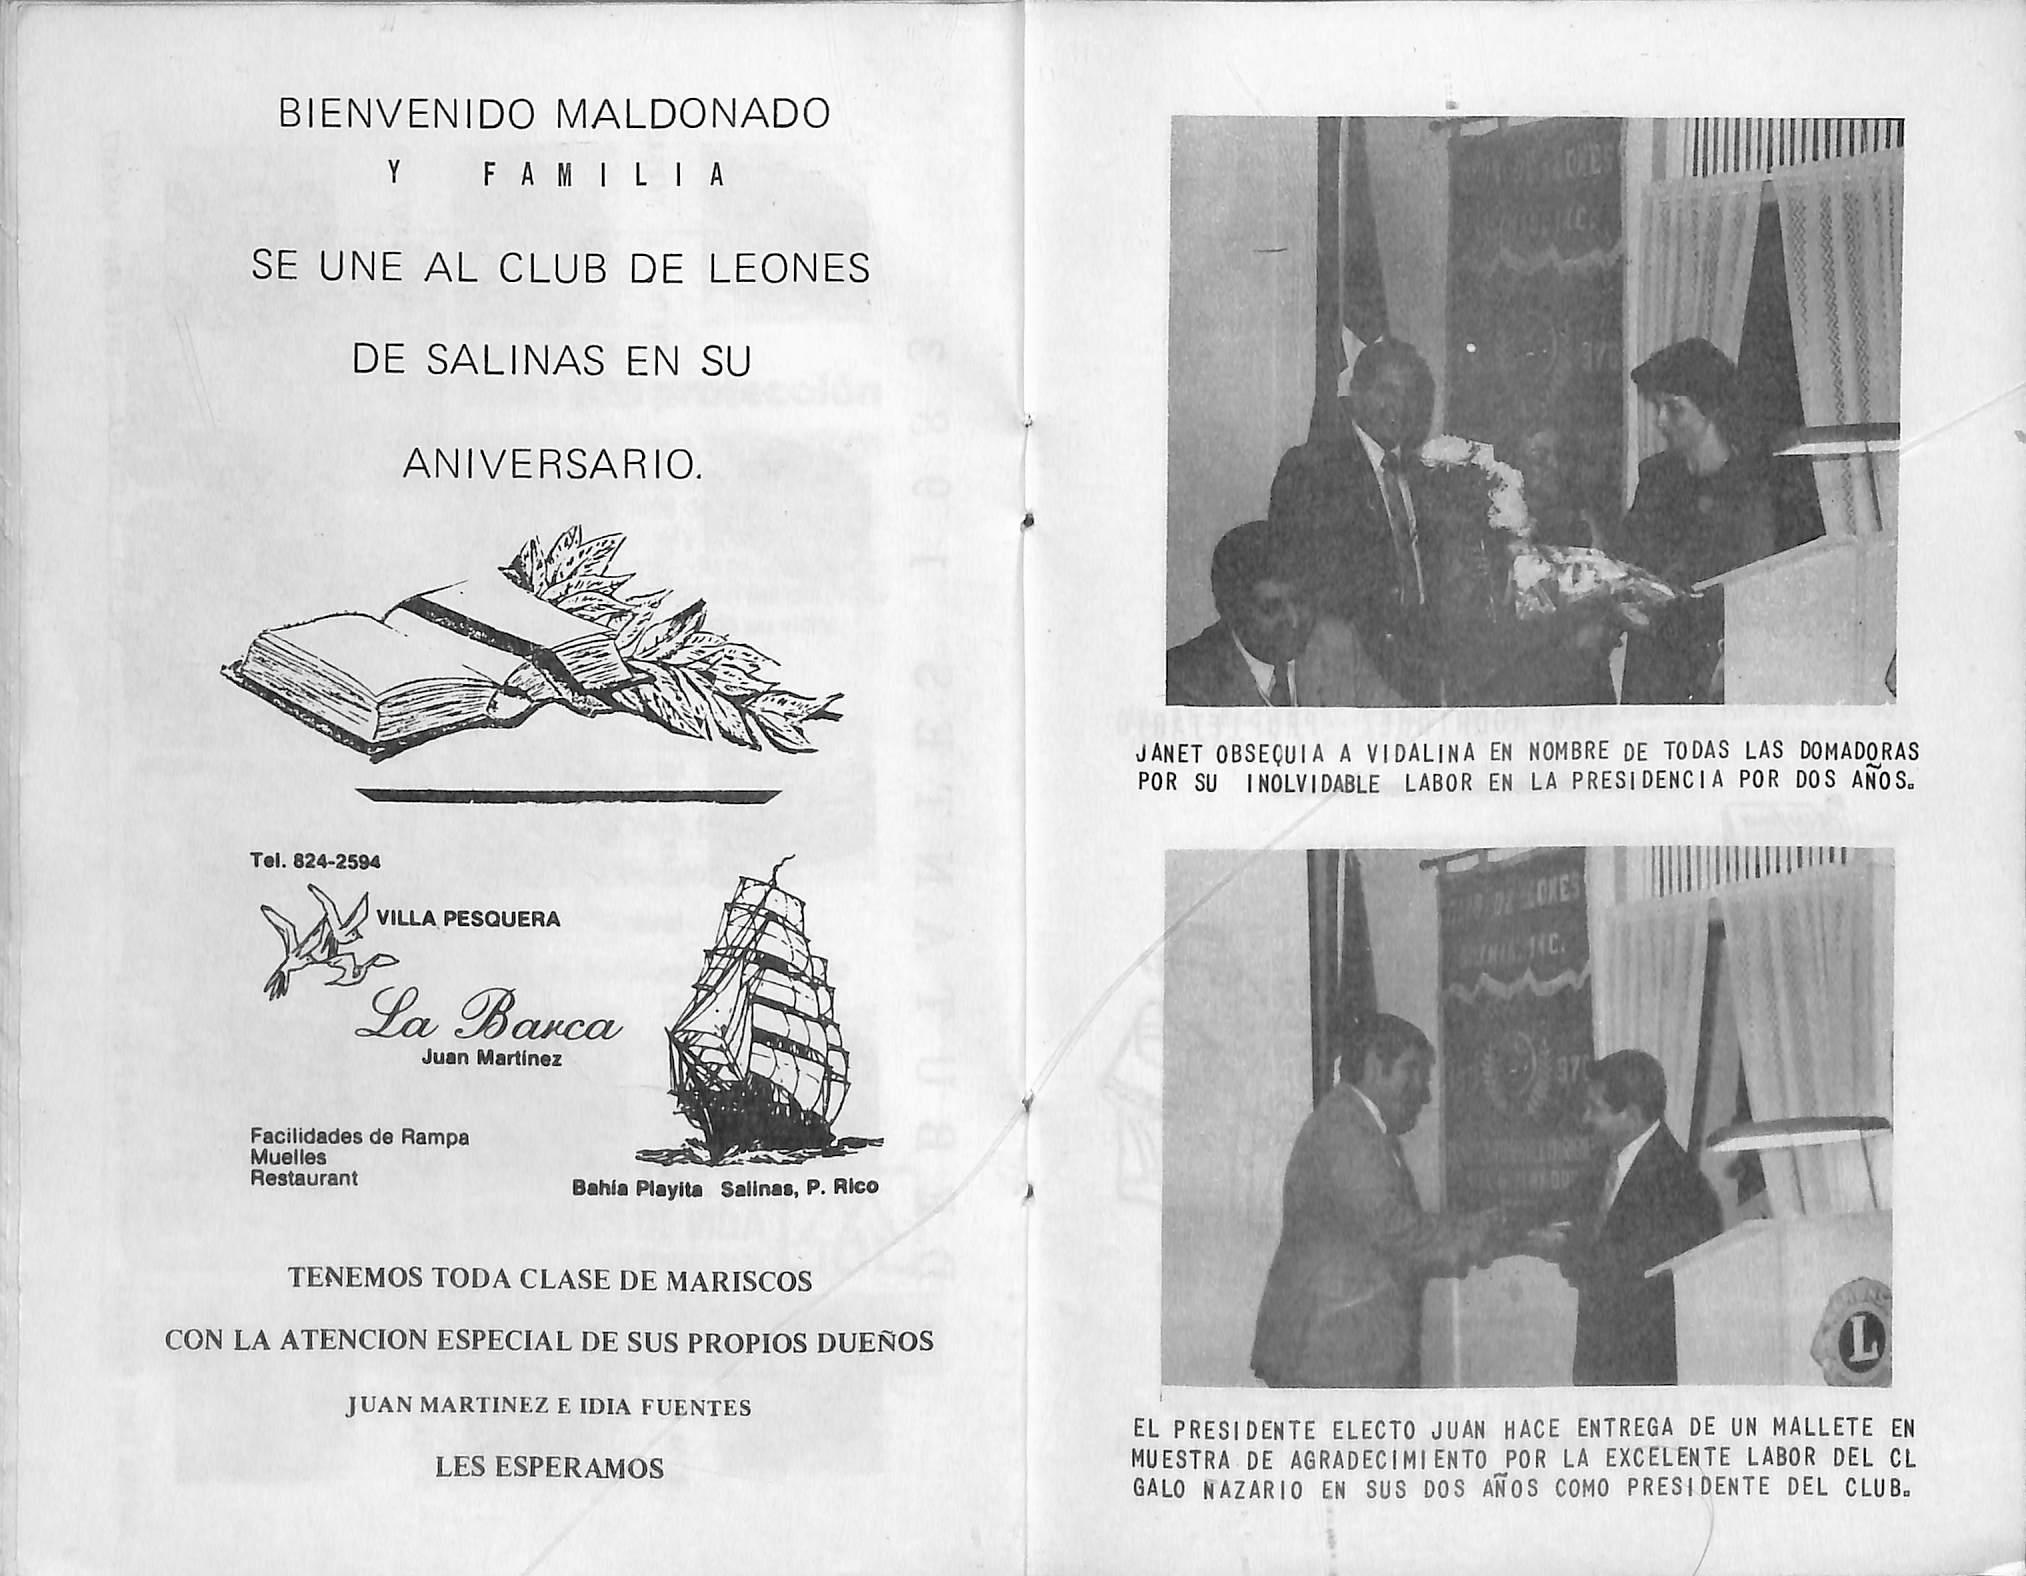 BIENVENIDO MALDONADO
Y FAMILIA
SE UNE AL CLUB DE LEONES
DE SALINAS EN SU
ANIVERSARIO.
Tel. 824-2594
VILLA PESQUERA
La Barca
Juan Martínez
Facilidades de Rampa
Muelles
Restaurant
Bahía Playita Salinas, P. Rico
TENEMOS TODA CLASE DE MARISCOS
CON LA ATENCION ESPECIAL DE SUS PROPIOS DUEÑOS
JUAN MARTINEZ E IDIA FUENTES
LES ESPERAMOS
JANET OBSEQUIA A VIDALINA EN NOMBRE DE TODAS LAS DOMADORAS
POR SU INOLVIDABLE LABOR EN LA PRESIDENCIA POR DOS AÑOS.
L
EL PRESIDENTE ELECTO JUAN HACE ENTREGA DE UN MALLETE EN
MUESTRA DE AGRADECIMIENTO POR LA EXCELENTE LABOR DEL CL
GALO NAZARIO EN SUS DOS AÑOS COMO PRESIDENTE DEL CLUB.